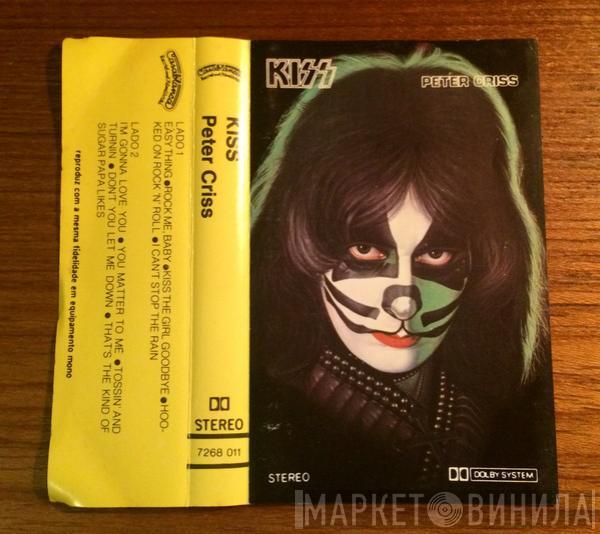 Casablanca
LADO 1
EASY THING • ROCK ME, BABY • KISS THE GIRL GOODBYE • HOO-
KED ON ROCK 'N' ROLL • I CAN'T STOP THE RAIN
LADO 2
I'M GONNA LOVE YOU • YOU MATTER TO ME • TOSSIN' AND
TURNIN • DON'T YOU LET ME DOWN • THAT'S THE KIND OF
SUGAR PAPA LIKES
reproduz com a mesma fidelidade em equipamento mono
Casablanca
KISS
Peter Criss
STEREO
7268 011
KISS
PETER CRISS
STEREO
DOLBY SYSTEM
МАРКЕТ ВИНИЛА